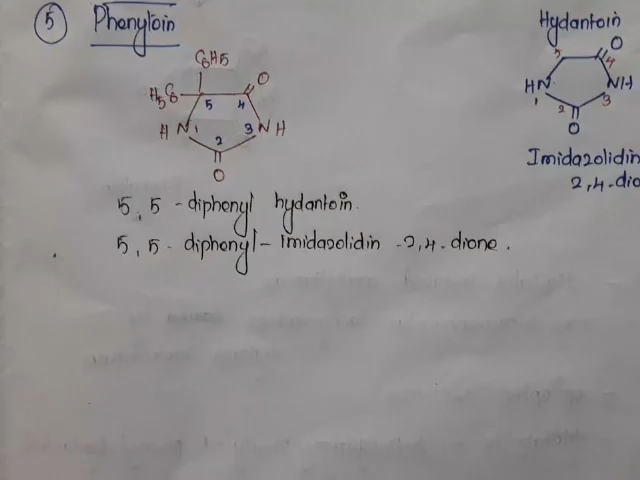 5 Phenytoin
C6H5
H5C6 5 4 O
H N 1 3 N H
2
O
5,5-diphenyl hydantoin.
5,5-diphenyl-imidazolidin-2,4-dione.
Hydantoin
5 4 O
HN 1 3 NH
2
O
Imidazolidin
2,4-dio